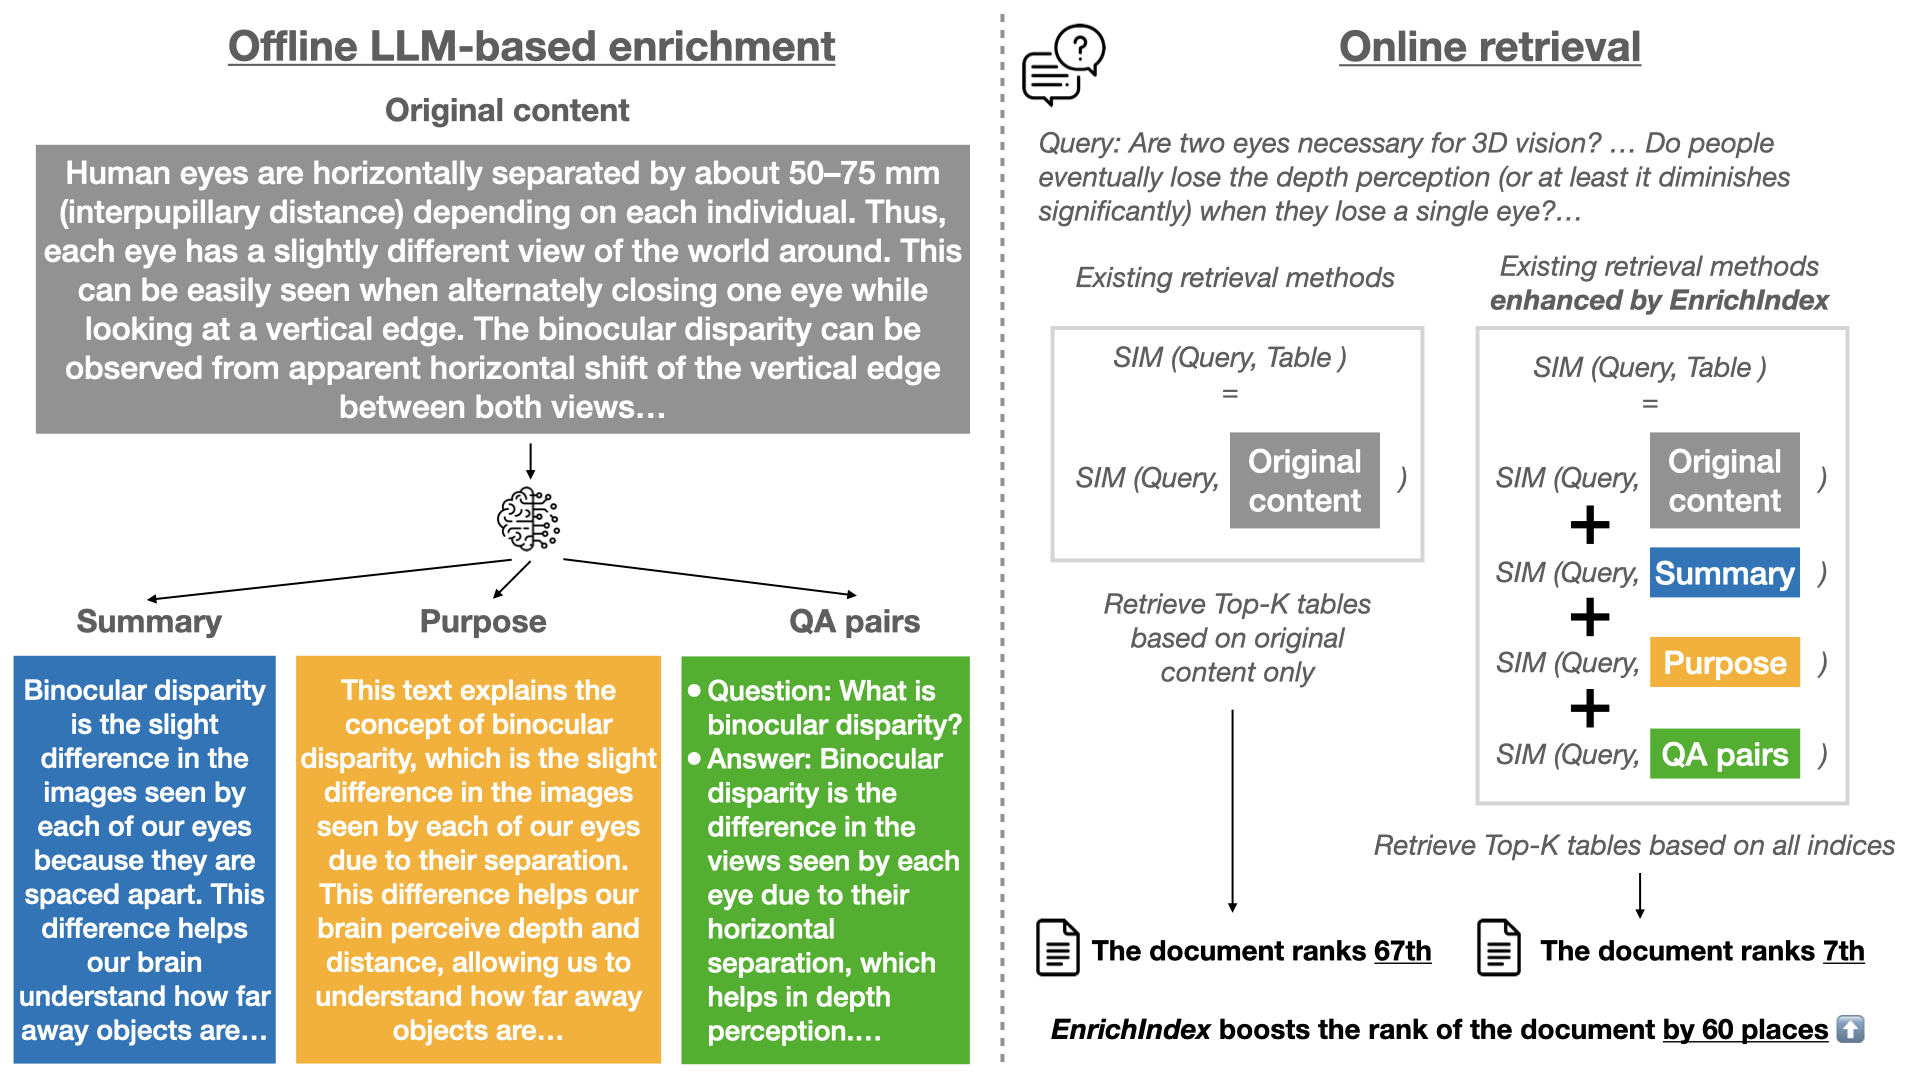 Offline LLM-based enrichment
Original content
Human eyes are horizontally separated by about 50–75 mm
(interpupillary distance) depending on each individual. Thus,
each eye has a slightly different view of the world around. This
can be easily seen when alternately closing one eye while
looking at a vertical edge. The binocular disparity can be
observed from apparent horizontal shift of the vertical edge
between both views…
Summary
Binocular disparity
is the slight
difference in the
images seen by
each of our eyes
because they are
spaced apart. This
difference helps
our brain
understand how far
away objects are…
Purpose
This text explains the
concept of binocular
disparity, which is the slight
difference in the images
seen by each of our eyes
due to their separation.
This difference helps our
brain perceive depth and
distance, allowing us to
understand how far away
objects are…
QA pairs
• Question: What is
binocular disparity?
• Answer: Binocular
disparity is the
difference in the
views seen by each
eye due to their
horizontal
separation, which
helps in depth
perception.…
Online retrieval
?
Query: Are two eyes necessary for 3D vision? … Do people
eventually lose the depth perception (or at least it diminishes
significantly) when they lose a single eye?…
Existing retrieval methods
SIM (Query, Table )
=
SIM (Query, Original content )
Retrieve Top-K tables
based on original
content only
The document ranks 67th
Existing retrieval methods
enhanced by EnrichIndex
SIM (Query, Table )
=
SIM (Query, Original content )
+
SIM (Query, Summary )
+
SIM (Query, Purpose )
+
SIM (Query, QA pairs )
Retrieve Top-K tables based on all indices
The document ranks 7th
EnrichIndex boosts the rank of the document by 60 places ⬆